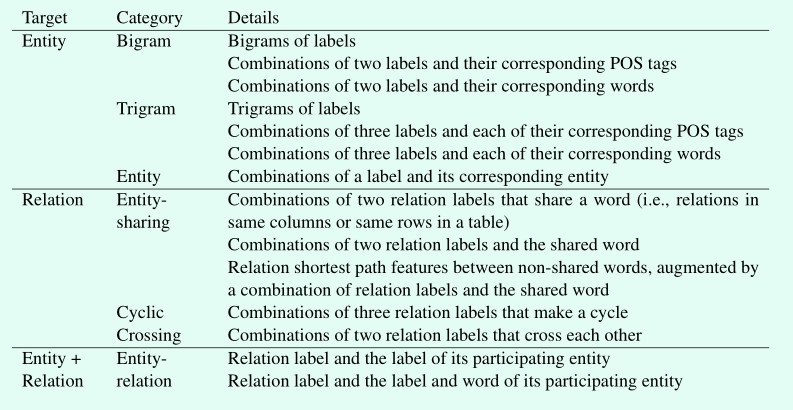 Target Category Details
Entity Bigram Bigrams of labels
Combinations of two labels and their corresponding POS tags
Combinations of two labels and their corresponding words
Trigram Trigrams of labels
Combinations of three labels and each of their corresponding POS tags
Combinations of three labels and each of their corresponding words
Entity Combinations of a label and its corresponding entity
Relation Entity- Combinations of two relation labels that share a word (i.e., relations in
sharing same columns or same rows in a table)
Combinations of two relation labels and the shared word
Relation shortest path features between non-shared words, augmented by
a combination of relation labels and the shared word
Cyclic Combinations of three relation labels that make a cycle
Crossing Combinations of two relation labels that cross each other
Entity + Entity- Relation label and the label of its participating entity
Relation relation Relation label and the label and word of its participating entity